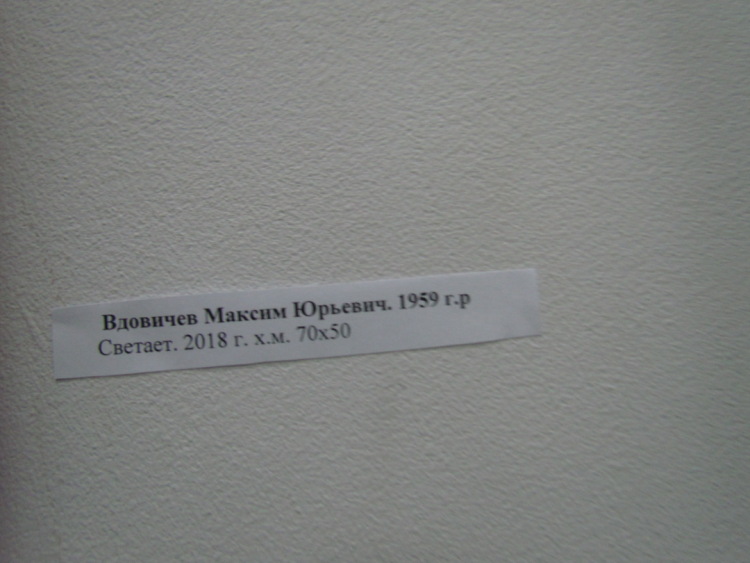 Вдовичев Максим Юрьевич. 1959 г.р
Светает. 2018 г. х.м. 70х50